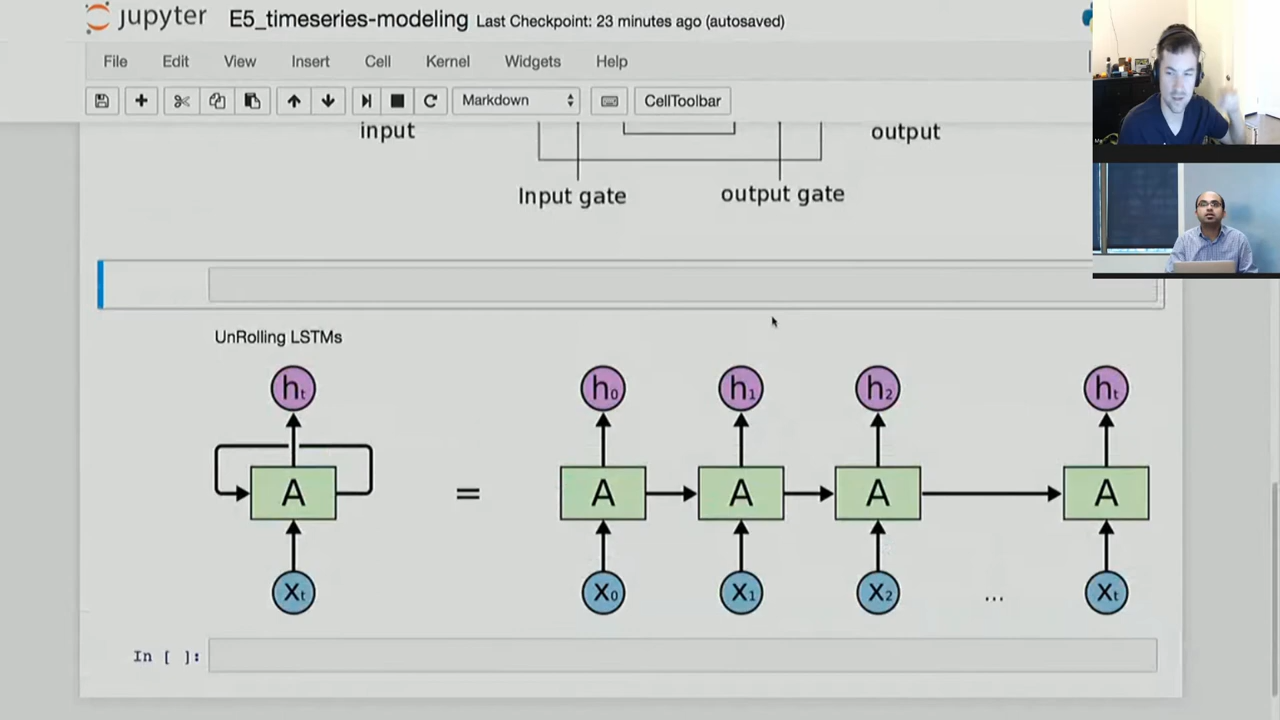 jupyter E5_timeseries-modeling Last Checkpoint: 23 minutes ago (autosaved)
File Edit View Insert Cell Kernel Widgets Help
Markdown CellToolbar
input output
Input gate output gate
UnRolling LSTMs
ht h0 h1 h2 ht
A = A A A A
Xt X0 X1 X2 ... Xt
In [ ]: